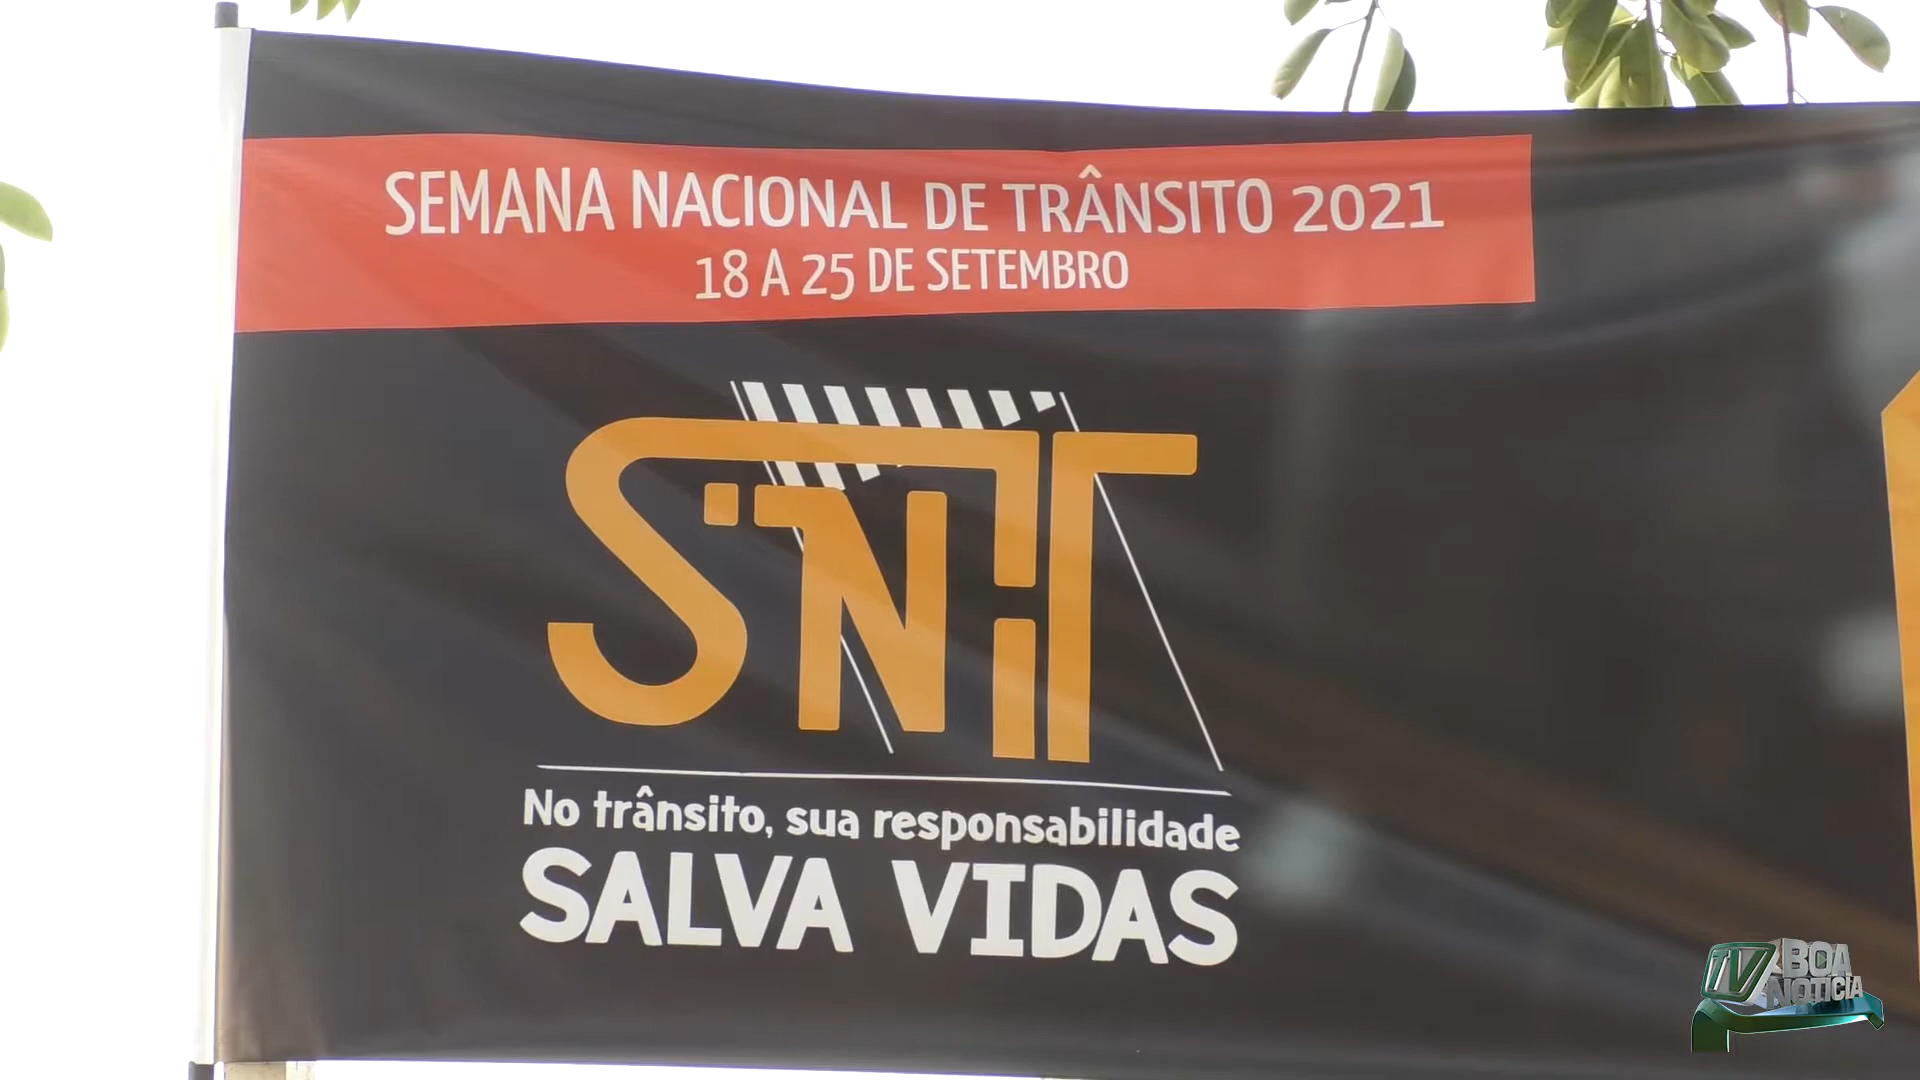 SEMANA NACIONAL DE TRÂNSITO 2021
18 A 25 DE SETEMBRO
SNT
No trânsito, sua responsabilidade
SALVA VIDAS
TV BOA
NOTÍCIA